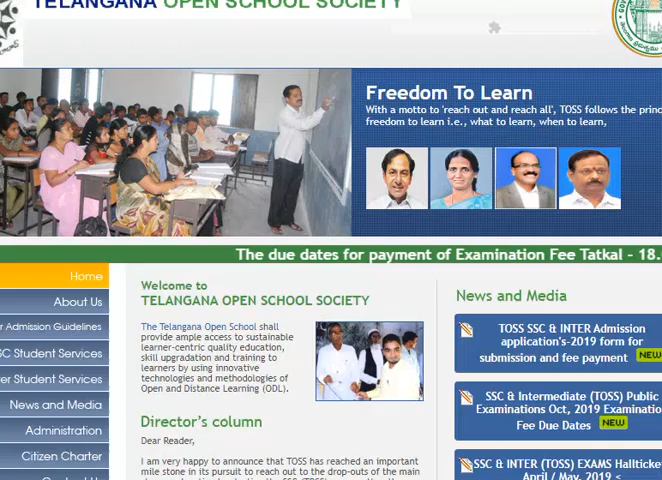 TELANGANA OPEN SCHOOL SOCIETY
Freedom To Learn
With a motto to 'reach out and reach all', TOSS follows the princ
freedom to learn i.e., what to learn, when to learn,
The due dates for payment of Examination Fee Tatkal - 18.
Home
About Us
r Admission Guidelines
SC Student Services
er Student Services
News and Media
Administration
Citizen Charter
Welcome to
TELANGANA OPEN SCHOOL SOCIETY
The Telangana Open School shall
provide ample access to sustainable
learner-centric quality education,
skill upgradation and training to
learners by using innovative
technologies and methodologies of
Open and Distance Learning (ODL).
Director's column
Dear Reader,
I am very happy to announce that TOSS has reached an important
mile stone in its pursuit to reach out to the drop-outs of the main
News and Media
TOSS SSC & INTER Admission
application's-2019 form for
submission and fee payment NEW
SSC & Intermediate (TOSS) Public
Examinations Oct, 2019 Examinatio
Fee Due Dates NEW
SSC & INTER (TOSS) EXAMS Hallticke
April / May, 2019 <